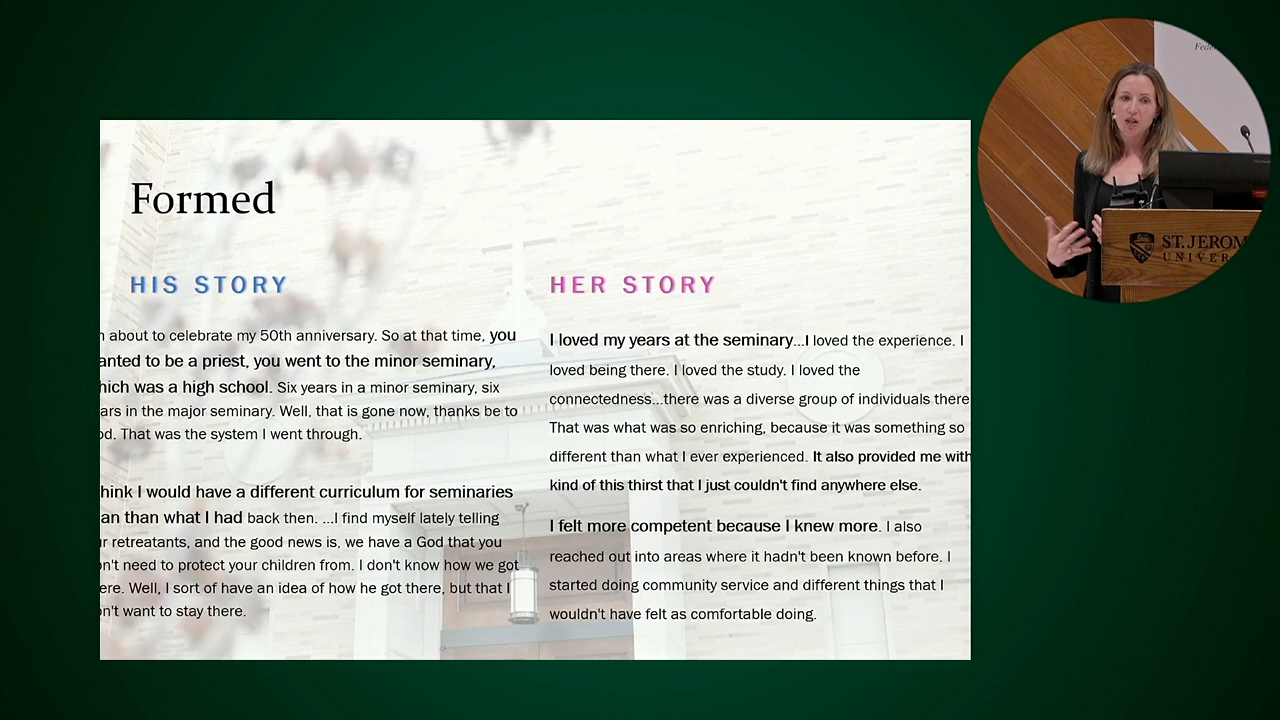 Formed
HIS STORY
about to celebrate my 50th anniversary. So at that time, you
anted to be a priest, you went to the minor seminary,
hich was a high school. Six years in a minor seminary, six
ars in the major seminary. Well, that is gone now, thanks be to
od. That was the system I went through.
hink I would have a different curriculum for seminaries
an than what I had back then. ...I find myself lately telling
r retreatants, and the good news is, we have a God that you
n't need to protect your children from. I don't know how we got
ere. Well, I sort of have an idea of how he got there, but that I
n't want to stay there.
HER STORY
I loved my years at the seminary...I loved the experience. I
loved being there. I loved the study. I loved the
connectedness...there was a diverse group of individuals there
That was what was so enriching, because it was something so
different than what I ever experienced. It also provided me with
kind of this thirst that I just couldn't find anywhere else.
I felt more competent because I knew more. I also
reached out into areas where it hadn't been known before. I
started doing community service and different things that I
wouldn't have felt as comfortable doing.
ST. JEROM
UNIVER